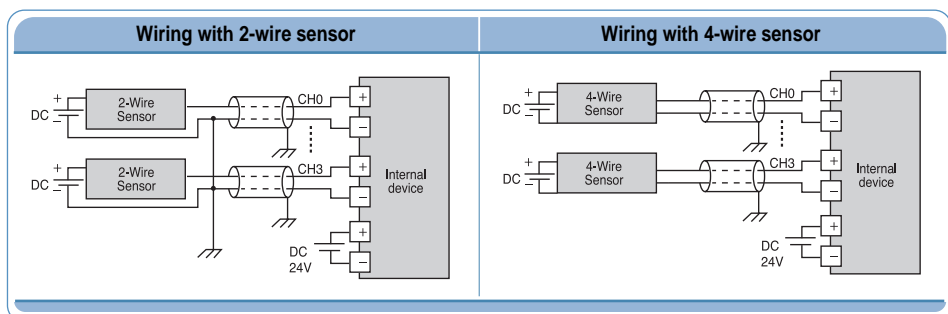 Wiring with 2-wire sensor
+
DC
−
2-Wire
Sensor
CH0
+
−
+
DC
−
2-Wire
Sensor
CH3
+
−
Internal
device
DC
24V
+
−
Wiring with 4-wire sensor
+
DC
−
4-Wire
Sensor
CH0
+
−
+
DC
−
4-Wire
Sensor
CH3
+
−
Internal
device
DC
24V
+
−